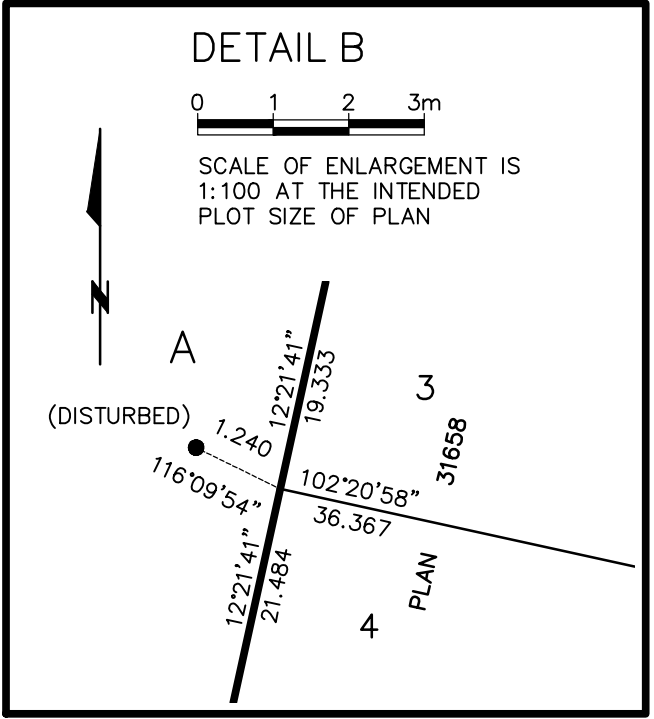 DETAIL B
0 1 2 3m
SCALE OF ENLARGEMENT IS
1:100 AT THE INTENDED
PLOT SIZE OF PLAN
N
A
12°21'41"
19.333
3
(DISTURBED)
1.240
31658
116°09'54"
102°20'58"
36.367
12°21'41"
21.484
PLAN
4